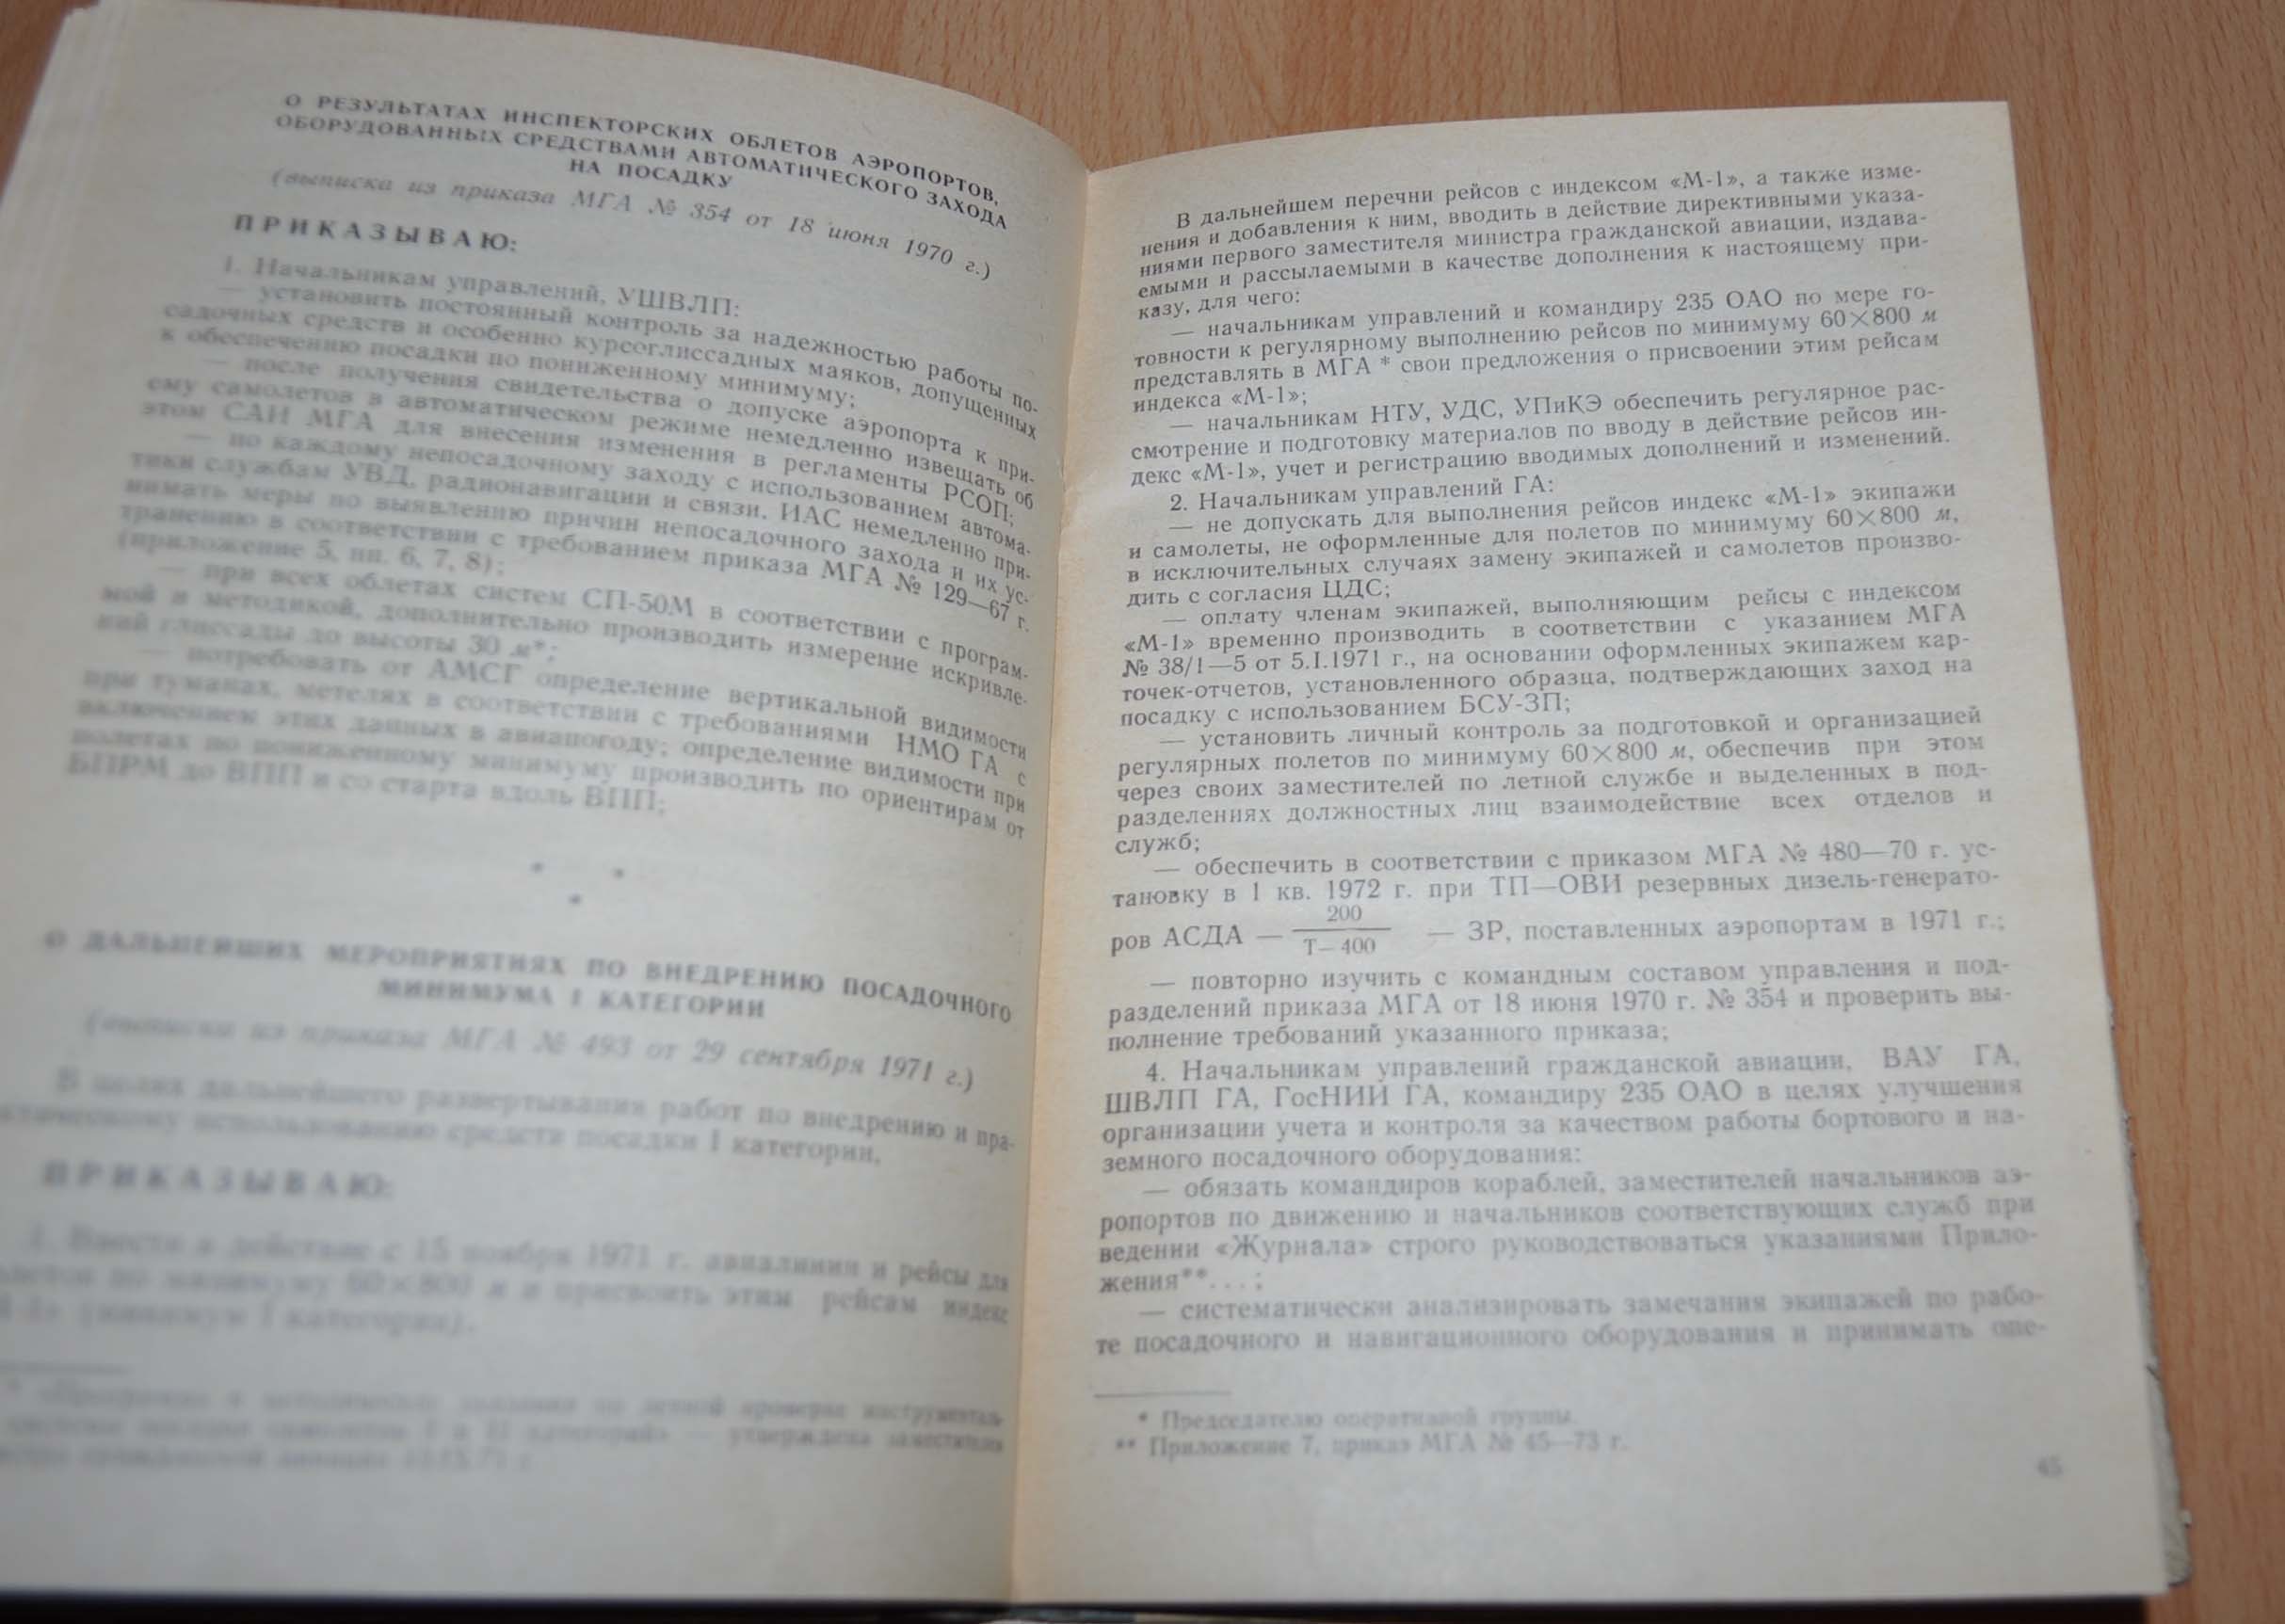 О РЕЗУЛЬТАТАХ ИНСПЕКТОРСКИХ ОБЛЕТОВ АЭРОПОРТОВ,
ОБОРУДОВАННЫХ СРЕДСТВАМИ АВТОМАТИЧЕСКОГО ЗАХОДА
НА ПОСАДКУ
(выписка из приказа МГА № 354 от 18 июня 1970 г.)
ПРИКАЗЫВАЮ:
1. Начальникам управлений, УШВЛП:
— установить постоянный контроль за надежностью работы по-
садочных средств и особенно курсоглиссадных маяков, допущенных
к обеспечению посадки по пониженному минимуму;
— после получения свидетельства о допуске аэропорта к при-
ему самолетов в автоматическом режиме немедленно извещать об
этом САИ МГА для внесения изменения в регламенты РСОП;
— по каждому непосадочному заходу с использованием автома-
тики службам УВД, радионавигации и связи, ИАС немедленно при-
нимать меры по выявлению причин непосадочного захода и их ус-
транению в соответствии с требованием приказа МГА № 129—67 г.
(приложение 5, пп. 6, 7, 8);
— при всех облетах систем СП-50М в соответствии с програм-
мой и методикой, дополнительно производить измерение искривле-
ний глиссады до высоты 30 м*;
— потребовать от АМСГ определение вертикальной видимости
при туманах, метелях в соответствии с требованиями НМО ГА с
включением этих данных в авиапогоду; определение видимости при
полетах по пониженному минимуму производить по ориентирам от
БПРМ до ВПП и со старта вдоль ВПП;
* *
*
О ДАЛЬНЕЙШИХ МЕРОПРИЯТИЯХ ПО ВНЕДРЕНИЮ ПОСАДОЧНОГО
МИНИМУМА I КАТЕГОРИИ
(выписка из приказа МГА № 493 от 29 сентября 1971 г.)
В целях дальнейшего развертывания работ по внедрению и пра-
ктическому использованию средств посадки I категории,
ПРИКАЗЫВАЮ:
1. Ввести в действие с 15 ноября 1971 г. авиалинии и рейсы для
по минимуму 60×800 м и присвоить этим рейсам индекс
(минимум I категории).
В дальнейшем перечни рейсов с индексом «М-1», а также изме-
нения и добавления к ним, вводить в действие директивными указа-
ниями первого заместителя министра гражданской авиации, издава-
емыми и рассылаемыми в качестве дополнения к настоящему при-
казу, для чего:
— начальникам управлений и командиру 235 ОАО по мере го-
товности к регулярному выполнению рейсов по минимуму 60×800 м
представлять в МГА * свои предложения о присвоении этим рейсам
индекса «М-1»;
— начальникам НТУ, УДС, УПиКЭ обеспечить регулярное рас-
смотрение и подготовку материалов по вводу в действие рейсов ин-
декс «М-1», учет и регистрацию вводимых дополнений и изменений.
2. Начальникам управлений ГА:
— не допускать для выполнения рейсов индекс «М-1» экипажи
и самолеты, не оформленные для полетов по минимуму 60×800 м,
в исключительных случаях замену экипажей и самолетов произво-
дить с согласия ЦДС;
— оплату членам экипажей, выполняющим рейсы с индексом
«М-1» временно производить в соответствии с указанием МГА
№ 38/1—5 от 5.I.1971 г., на основании оформленных экипажем кар-
точек-отчетов, установленного образца, подтверждающих заход на
посадку с использованием БСУ-ЗП;
— установить личный контроль за подготовкой и организацией
регулярных полетов по минимуму 60×800 м, обеспечив при этом
через своих заместителей по летной службе и выделенных в под-
разделениях должностных лиц взаимодействие всех отделов и
служб;
— обеспечить в соответствии с приказом МГА № 480—70 г. ус-
тановку в 1 кв. 1972 г. при ТП—ОВИ резервных дизель-генерато-
200
ров АСДА — — ЗР, поставленных аэропортам в 1971 г.;
Т—400
— повторно изучить с командным составом управления и под-
разделений приказа МГА от 18 июня 1970 г. № 354 и проверить вы-
полнение требований указанного приказа;
4. Начальникам управлений гражданской авиации, ВАУ ГА,
ШВЛП ГА, ГосНИИ ГА, командиру 235 ОАО в целях улучшения
организации учета и контроля за качеством работы бортового и на-
земного посадочного оборудования:
— обязать командиров кораблей, заместителей начальников аэ-
ропортов по движению и начальников соответствующих служб при
ведении «Журнала» строго руководствоваться указаниями Прило-
жения**...;
— систематически анализировать замечания экипажей по рабо-
те посадочного и навигационного оборудования и принимать опе-
* Председателю оперативной группы.
** Приложение 7, приказ МГА № 45—73 г.
45